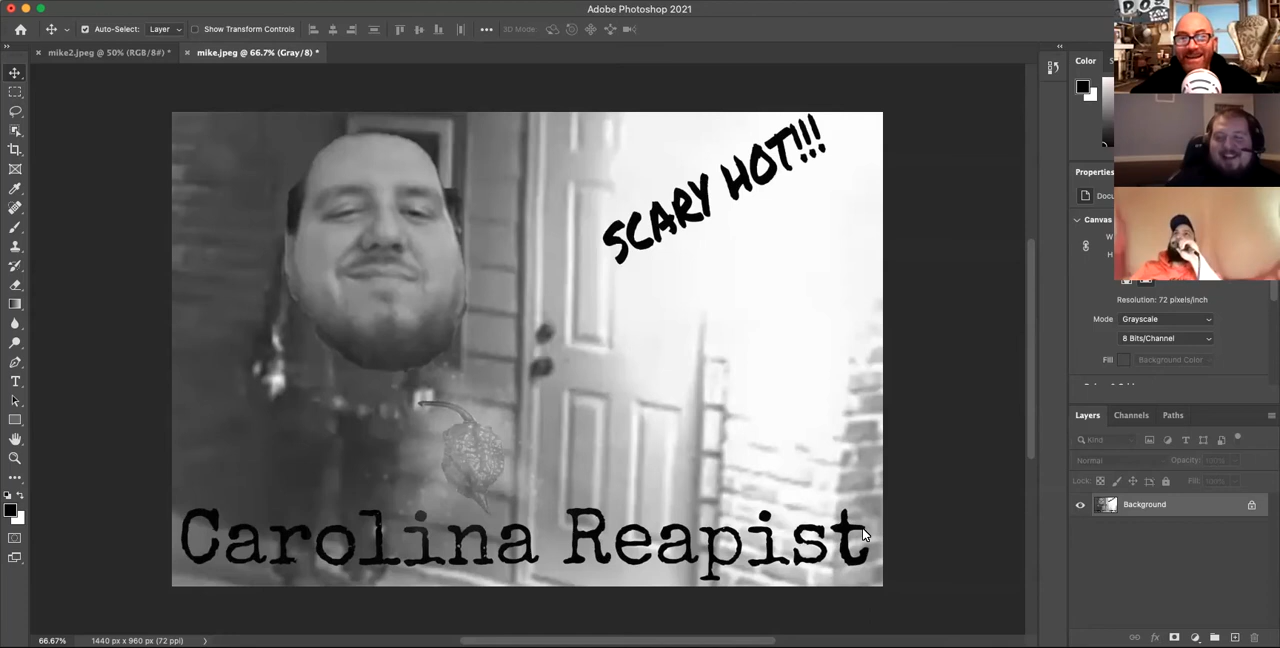 Adobe Photoshop 2021
Auto-Select: Layer Show Transform Controls 3D Mode:
mike2.jpeg @ 50% (RGB/8#) * mike.jpeg @ 66.7% (Gray/8) *
Color
SCARY HOT!!!
Properties
Canvas
W
H
Resolution: 72 pixels/inch
Mode Grayscale
8 Bits/Channel
Fill Background Color
Layers Channels Paths
Kind
Normal Opacity: 100%
Lock: Fill: 100%
Background
Carolina Reapist
66.67% 1440 px x 960 px (72 ppi)
fx